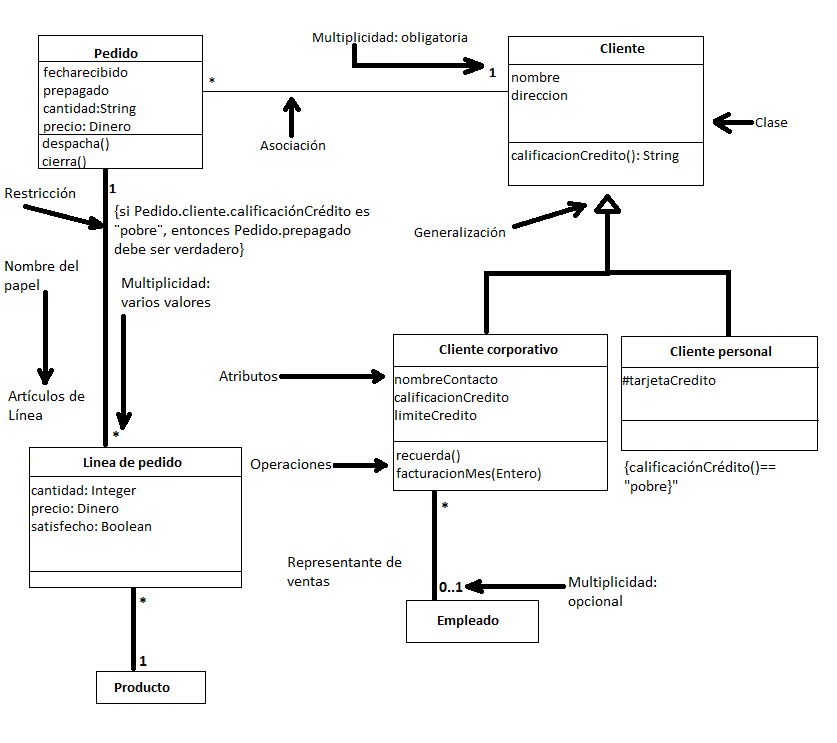 Multiplicidad: obligatoria
Pedido
fecharecibido
prepagado
cantidad:String
precio: Dinero
despacha()
cierra()
*
1
Asociación
Cliente
nombre
direccion
calificacionCredito(): String
Clase
Restricción
1
{si Pedido.cliente.calificaciónCrédito es
"pobre", entonces Pedido.prepagado
debe ser verdadero}
Generalización
Nombre del
papel
Multiplicidad:
varios valores
Artículos de
Línea
*
Atributos
Operaciones
Cliente corporativo
nombreContacto
calificacionCredito
limiteCredito
recuerda()
facturacionMes(Entero)
Cliente personal
#tarjetaCredito
{calificaciónCrédito()==
"pobre}"
Linea de pedido
cantidad: Integer
precio: Dinero
satisfecho: Boolean
*
Representante de
ventas
0..1
Multiplicidad:
opcional
Empleado
*
1
Producto